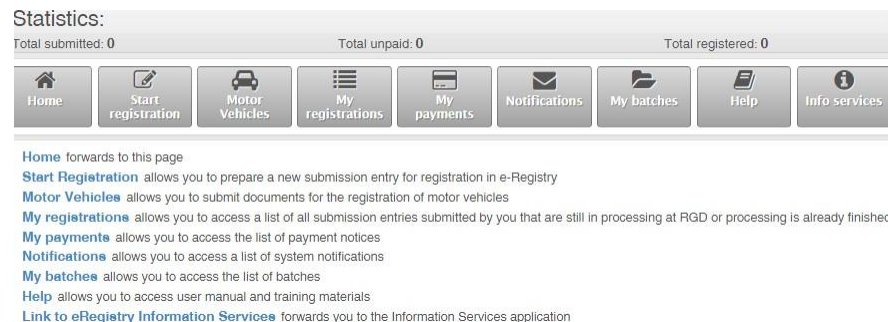 Statistics:
Total submitted: 0 Total unpaid: 0 Total registered: 0
Home Start registration Motor Vehicles My registrations My payments Notifications My batches Help Info services
Home forwards to this page
Start Registration allows you to prepare a new submission entry for registration in e-Registry
Motor Vehicles allows you to submit documents for the registration of motor vehicles
My registrations allows you to access a list of all submission entries submitted by you that are still in processing at RGD or processing is already finished
My payments allows you to access the list of payment notices
Notifications allows you to access a list of system notifications
My batches allows you to access the list of batches
Help allows you to access user manual and training materials
Link to eRegistry Information Services forwards you to the Information Services application